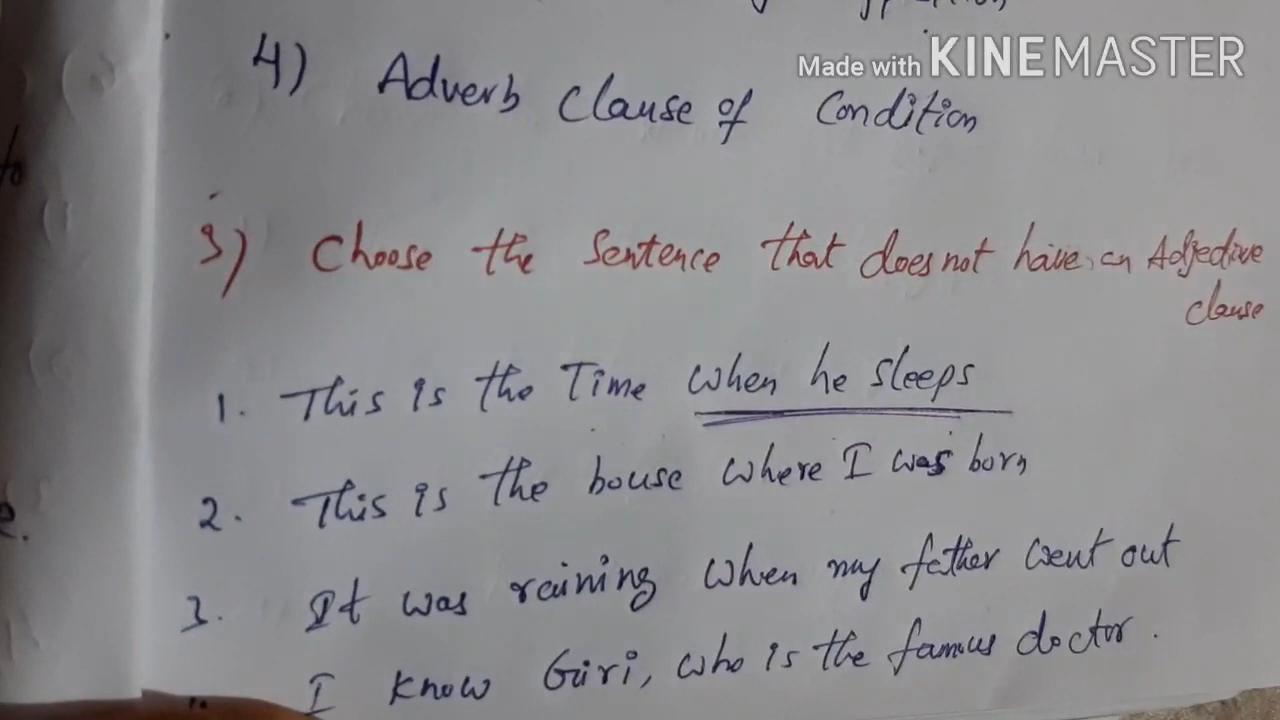 Made with KINEMASTER
4) Adverb Clause of Condition
3) Choose the Sentence that does not have an Adjective
clause
1. This is the Time when he sleeps
2. This is the house where I was born
3. It was raining when my father went out
I know Giri, who is the famous doctor.